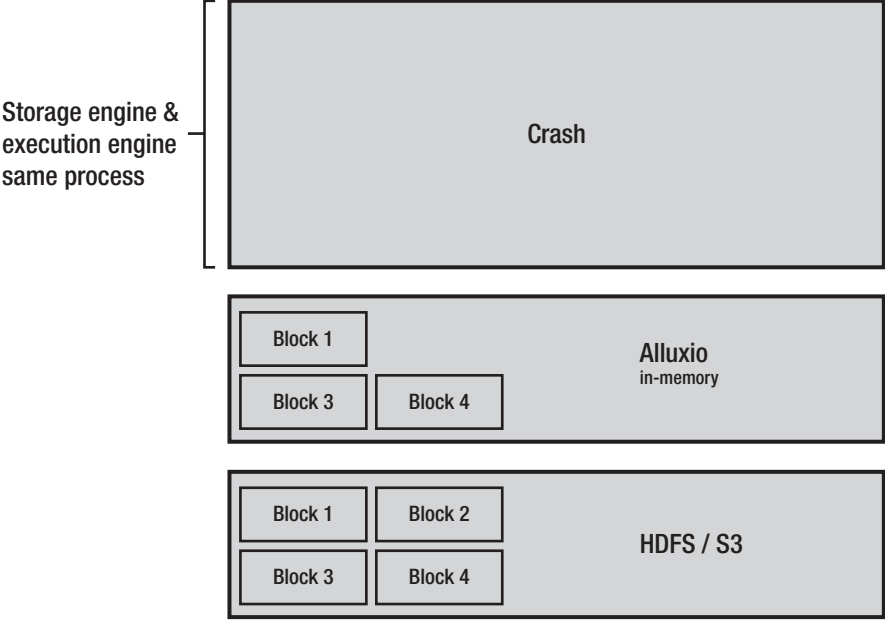 Storage engine &
execution engine
same process
Crash
Block 1
Block 3 Block 4
Alluxio
in-memory
Block 1 Block 2
Block 3 Block 4
HDFS / S3